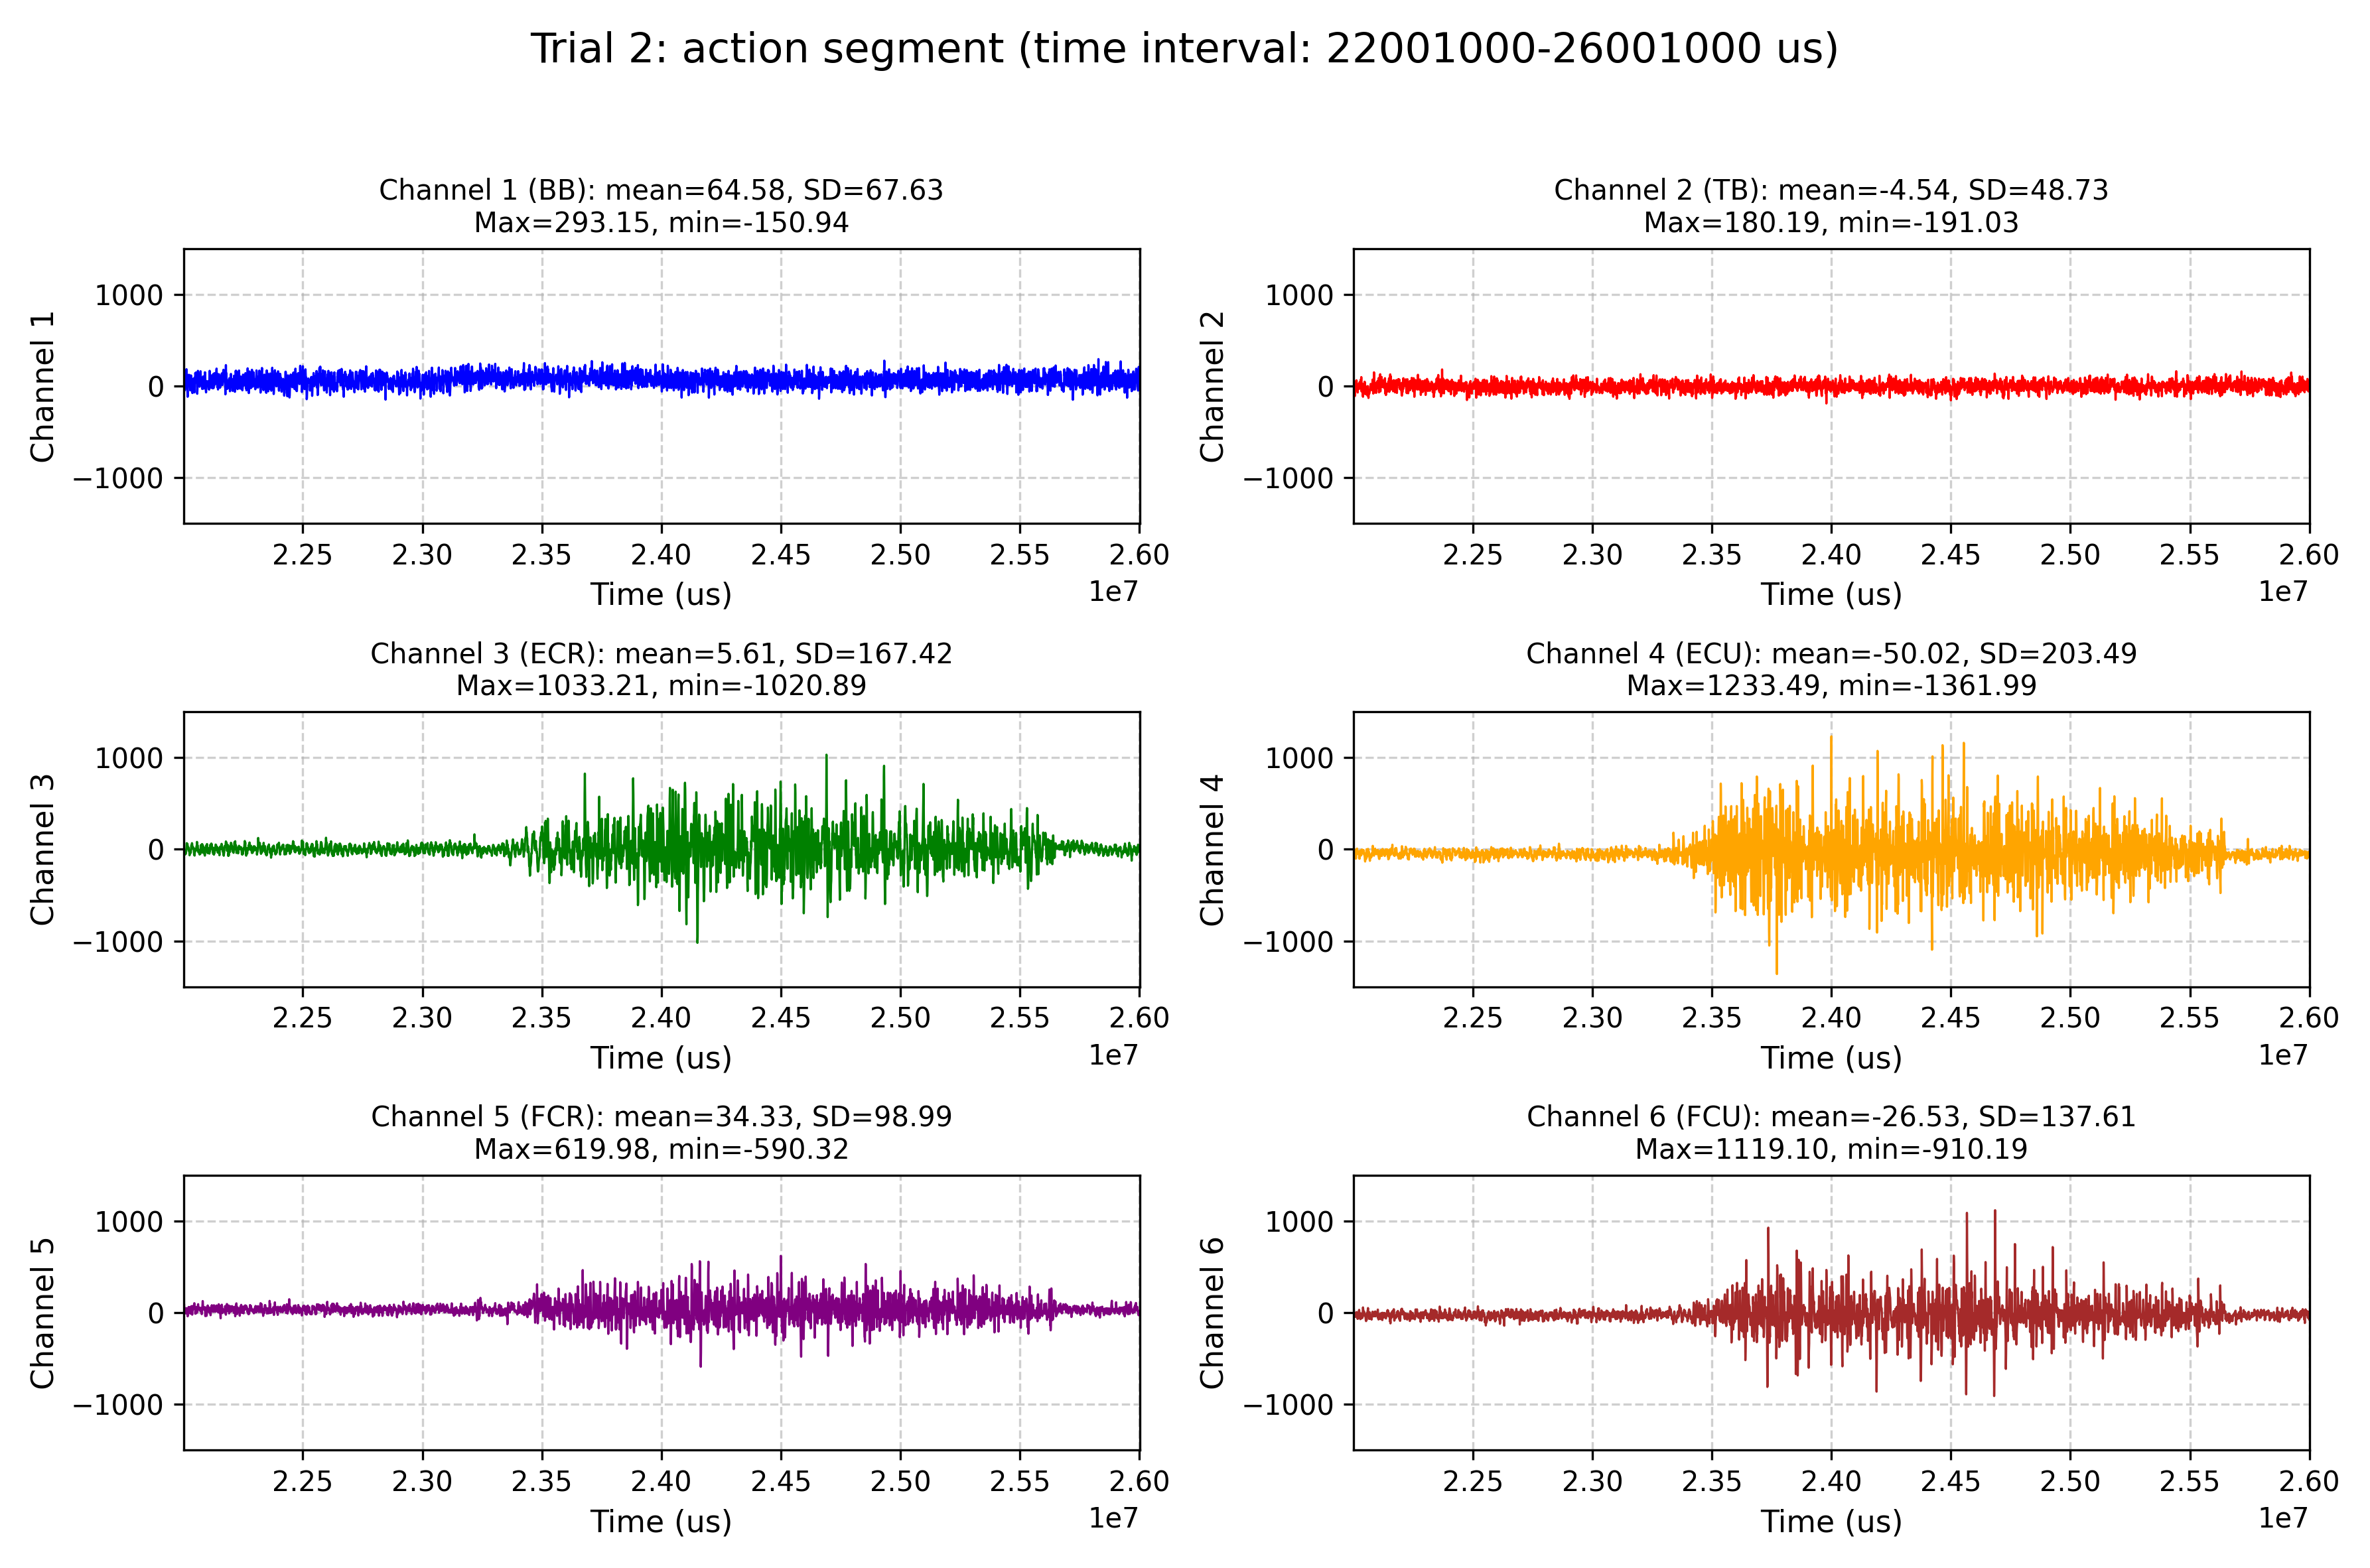 Trial 2: action segment (time interval: 22001000-26001000 us)
Channel 1 (BB): mean=64.58, SD=67.63
Max=293.15, min=-150.94
1000
0
−1000
Channel 1
2.25 2.30 2.35 2.40 2.45 2.50 2.55 2.60
Time (us)
1e7
Channel 2 (TB): mean=-4.54, SD=48.73
Max=180.19, min=-191.03
1000
0
−1000
Channel 2
2.25 2.30 2.35 2.40 2.45 2.50 2.55 2.60
Time (us)
1e7
Channel 3 (ECR): mean=5.61, SD=167.42
Max=1033.21, min=-1020.89
1000
0
−1000
Channel 3
2.25 2.30 2.35 2.40 2.45 2.50 2.55 2.60
Time (us)
1e7
Channel 4 (ECU): mean=-50.02, SD=203.49
Max=1233.49, min=-1361.99
1000
0
−1000
Channel 4
2.25 2.30 2.35 2.40 2.45 2.50 2.55 2.60
Time (us)
1e7
Channel 5 (FCR): mean=34.33, SD=98.99
Max=619.98, min=-590.32
1000
0
−1000
Channel 5
2.25 2.30 2.35 2.40 2.45 2.50 2.55 2.60
Time (us)
1e7
Channel 6 (FCU): mean=-26.53, SD=137.61
Max=1119.10, min=-910.19
1000
0
−1000
Channel 6
2.25 2.30 2.35 2.40 2.45 2.50 2.55 2.60
Time (us)
1e7